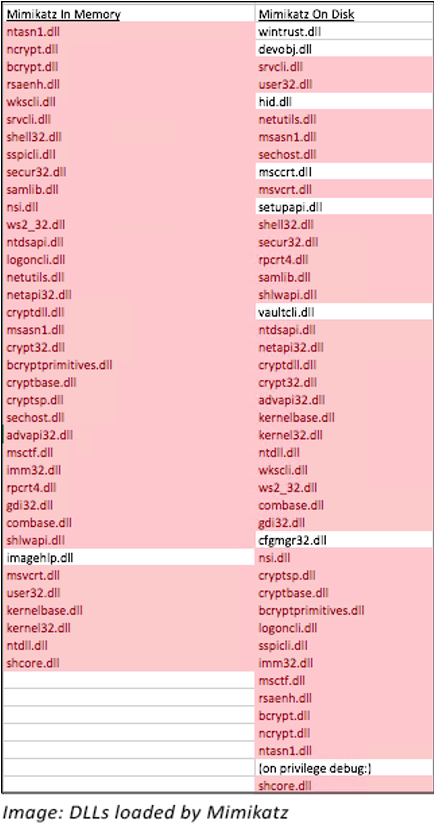 Mimikatz In Memory Mimikatz On Disk
ntasn1.dll wintrust.dll
ncrypt.dll devobj.dll
bcrypt.dll srvcli.dll
rsaenh.dll user32.dll
wkscli.dll hid.dll
srvcli.dll netutils.dll
shell32.dll msasn1.dll
sspicli.dll sechost.dll
secur32.dll msccrt.dll
samlib.dll msvcrt.dll
nsi.dll setupapi.dll
ws2_32.dll shell32.dll
ntdsapi.dll secur32.dll
logoncli.dll rpcrt4.dll
netutils.dll samlib.dll
netapi32.dll shlwapi.dll
cryptdll.dll vaultcli.dll
msasn1.dll ntdsapi.dll
crypt32.dll netapi32.dll
bcryptprimitives.dll cryptdll.dll
cryptbase.dll crypt32.dll
cryptsp.dll advapi32.dll
sechost.dll kernelbase.dll
advapi32.dll kernel32.dll
msctf.dll ntdll.dll
imm32.dll wkscli.dll
rpcrt4.dll ws2_32.dll
gdi32.dll combase.dll
combase.dll gdi32.dll
shlwapi.dll cfgmgr32.dll
imagehlp.dll nsi.dll
msvcrt.dll cryptsp.dll
user32.dll cryptbase.dll
kernelbase.dll bcryptprimitives.dll
kernel32.dll logoncli.dll
ntdll.dll sspicli.dll
shcore.dll imm32.dll
msctf.dll
rsaenh.dll
bcrypt.dll
ncrypt.dll
ntasn1.dll
(on privilege debug:)
shcore.dll
Image: DLLs loaded by Mimikatz